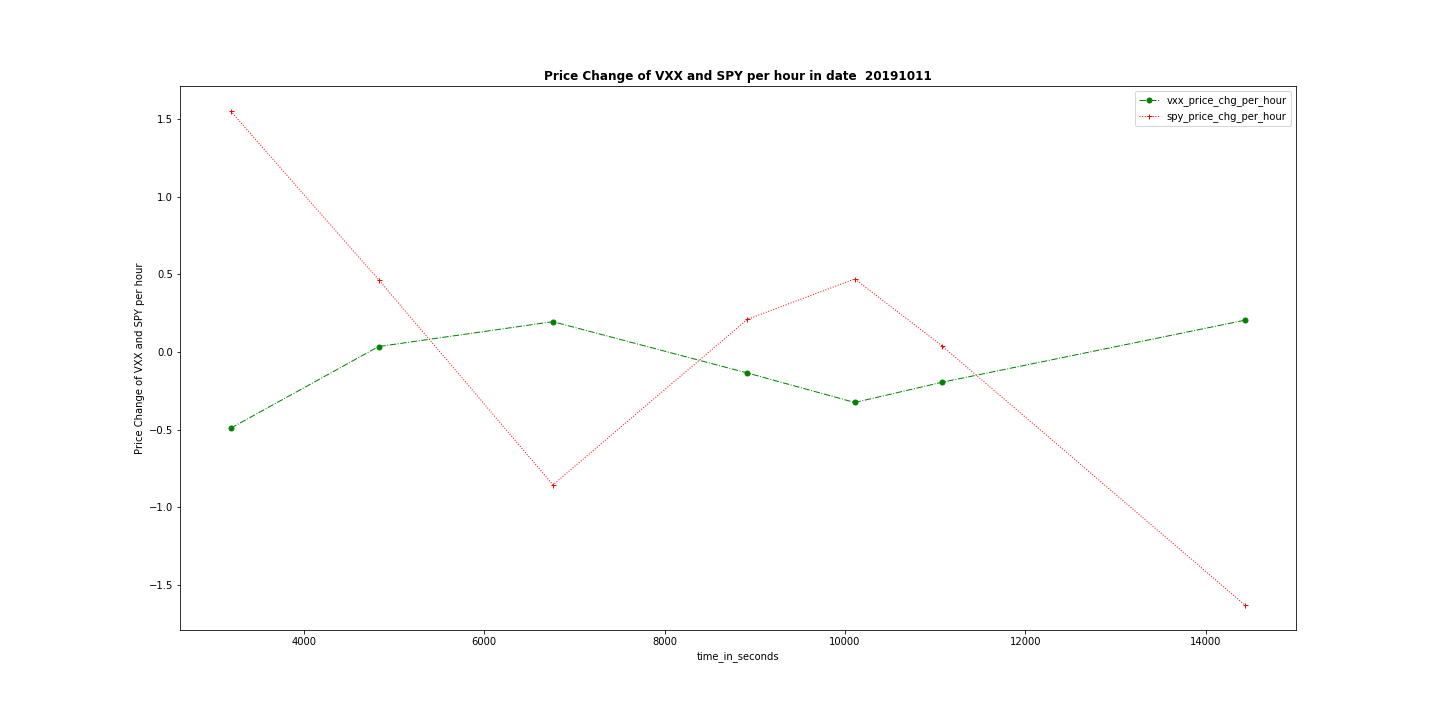 Price Change of VXX and SPY per hour in date  20191011
vxx_price_chg_per_hour
spy_price_chg_per_hour
Price Change of VXX and SPY per hour
1.5
1.0
0.5
0.0
−0.5
−1.0
−1.5
4000 6000 8000 10000 12000 14000
time_in_seconds